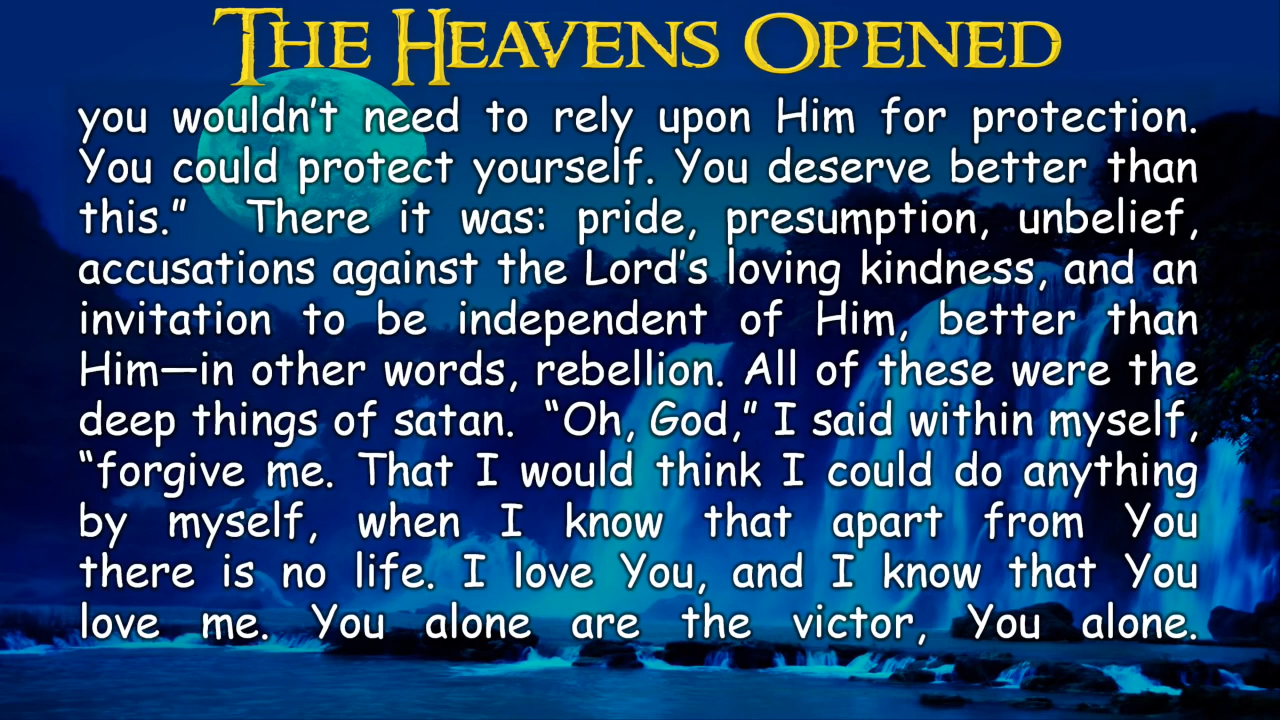 THE HEAVENS OPENED
you wouldn't need to rely upon Him for protection.
You could protect yourself. You deserve better than
this.”  There it was: pride, presumption, unbelief,
accusations against the Lord's loving kindness, and an
invitation to be independent of Him, better than
Him—in other words, rebellion. All of these were the
deep things of satan.  “Oh, God,” I said within myself,
“forgive me. That I would think I could do anything
by myself, when I know that apart from You
there is no life. I love You, and I know that You
love me. You alone are the victor, You alone.